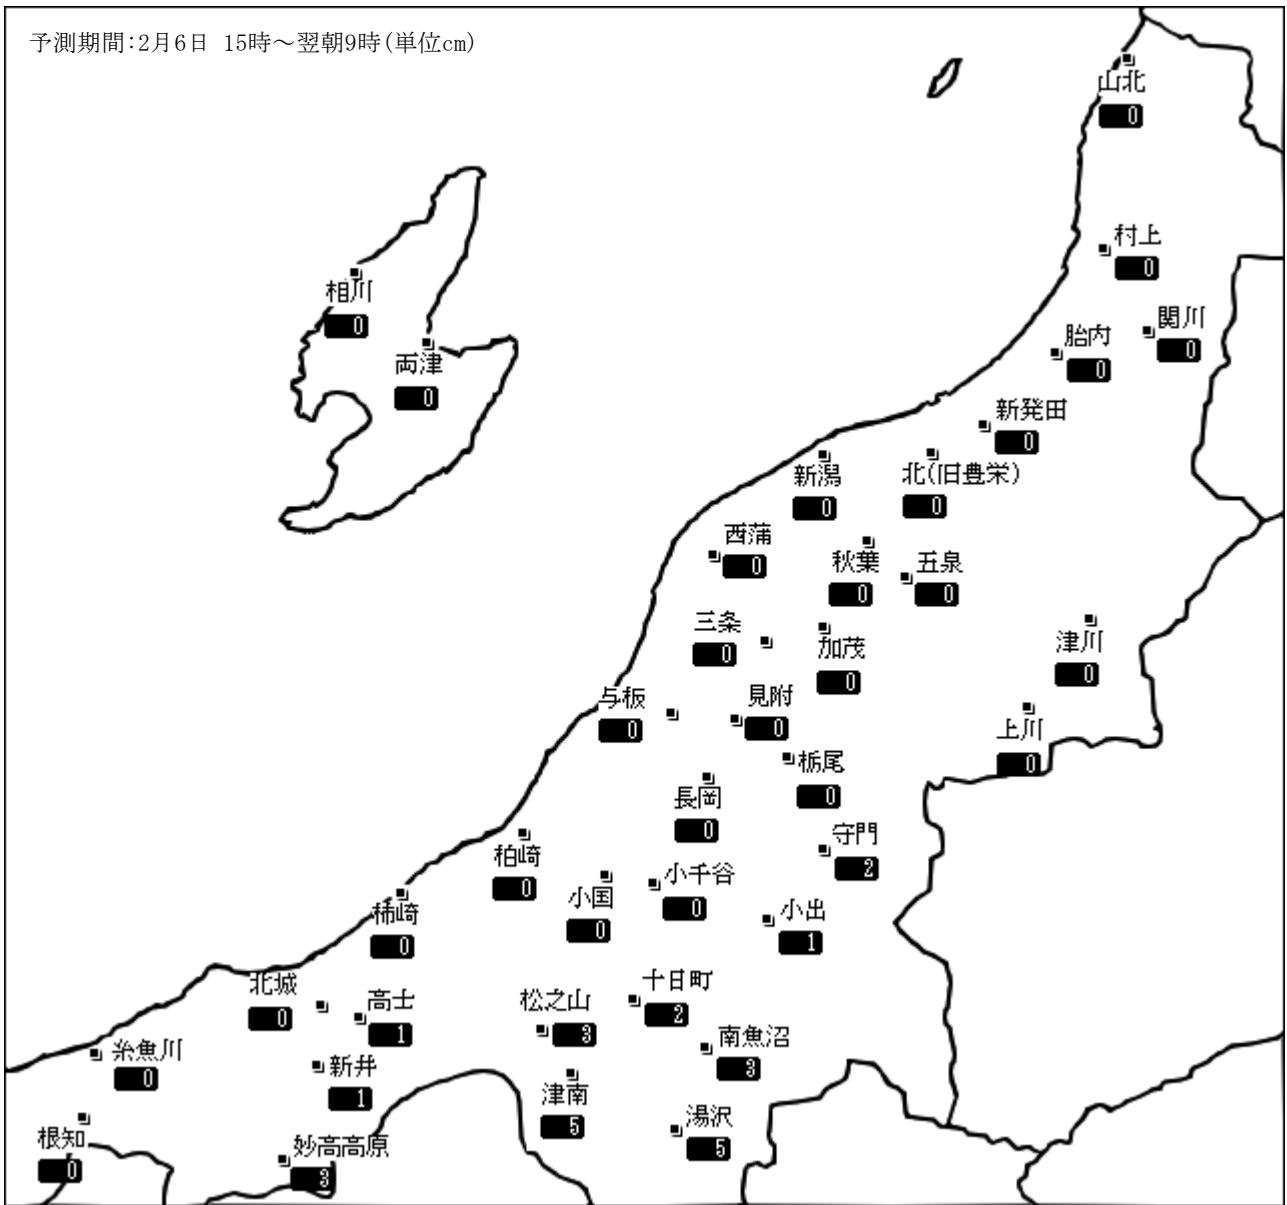 予測期間:2月6日 15時～翌朝9時(単位cm)
山北
0
村上
0
相川
0
関川
0
胎内
0
両津
0
新発田
0
新潟
0
北(旧豊栄)
0
西蒲
0
秋葉
0
五泉
0
三条
0
加茂
0
津川
0
与板
0
見附
0
上川
0
栃尾
0
長岡
0
守門
2
柏崎
0
小国
0
小千谷
0
小出
1
柿崎
0
北城
0
高士
1
松之山
3
十日町
2
南魚沼
3
糸魚川
0
新井
1
津南
5
湯沢
5
根知
0
妙高高原
3